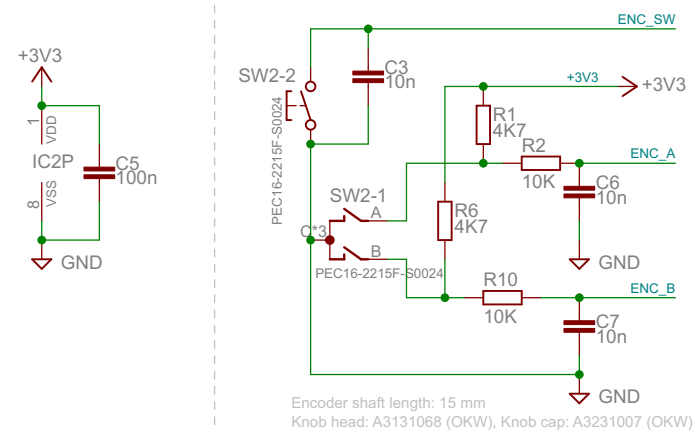 ENC_SW
+3V3
C3
10n
SW2-2
PEC16-2215F-S0024
+3V3
+3V3
1
VDD
IC2P
C5
100n
VSS
8
GND
R1
4K7
R2
10K
ENC_A
C6
10n
SW2-1
A
C*3
B
PEC16-2215F-S0024
R6
4K7
GND
R10
10K
ENC_B
C7
10n
GND
Encoder shaft length: 15 mm
Knob head: A3131068 (OKW), Knob cap: A3231007 (OKW)